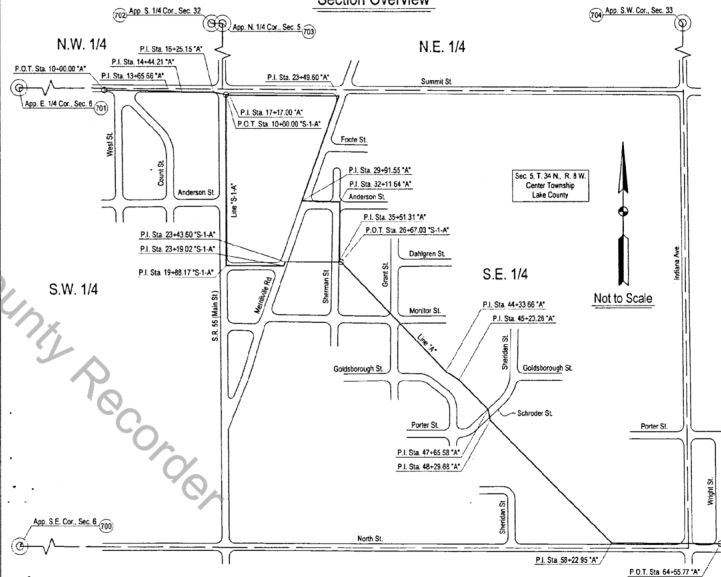 Section Overview
702 App. S. 1/4 Cor., Sec. 32
App. N. 1/4 Cor., Sec. 5 703
704 App. S.W. Cor., Sec. 33
N.W. 1/4
N.E. 1/4
P.I. Sta. 16+25.15 "A"
P.I. Sta. 14+44.21 "A"
P.O.T. Sta. 10+00.00 "A"
P.I. Sta. 13+65.66 "A"
P.I. Sta. 23+49.60 "A"
Summit St.
App. E. 1/4 Cor., Sec. 6 701
P.I. Sta. 17+17.00 "A"
P.O.T. Sta. 10+00.00 "S-1-A"
West St.
Court St.
Foote St.
P.I. Sta. 29+91.55 "A"
P.I. Sta. 32+11.64 "A"
Anderson St.
Anderson St.
Line "S-1-A"
Sec. 5, T. 34 N., R. 8 W.
Center Township
Lake County
P.I. Sta. 35+51.31 "A"
P.O.T. Sta. 26+67.03 "S-1-A"
P.I. Sta. 23+43.60 "S-1-A"
P.I. Sta. 23+19.02 "S-1-A"
P.I. Sta. 19+88.17 "S-1-A"
Dahlgren St.
Grant St.
Sherman St.
Merrillville Rd
Indiana Ave
S.W. 1/4
S.E. 1/4
Not to Scale
S.R. 55 (Main St.)
Monitor St.
P.I. Sta. 44+33.66 "A"
P.I. Sta. 45+23.26 "A"
Line "A"
Sheridan St.
Goldsborough St.
Goldsborough St.
Schroder St.
Porter St.
Porter St.
P.I. Sta. 47+65.58 "A"
P.I. Sta. 48+29.66 "A"
Wright St.
Sheridan St.
App. S.E. Cor., Sec. 6 700
North St.
P.I. Sta. 58+22.95 "A"
P.O.T. Sta. 64+55.77 "A"
ounty Recorder